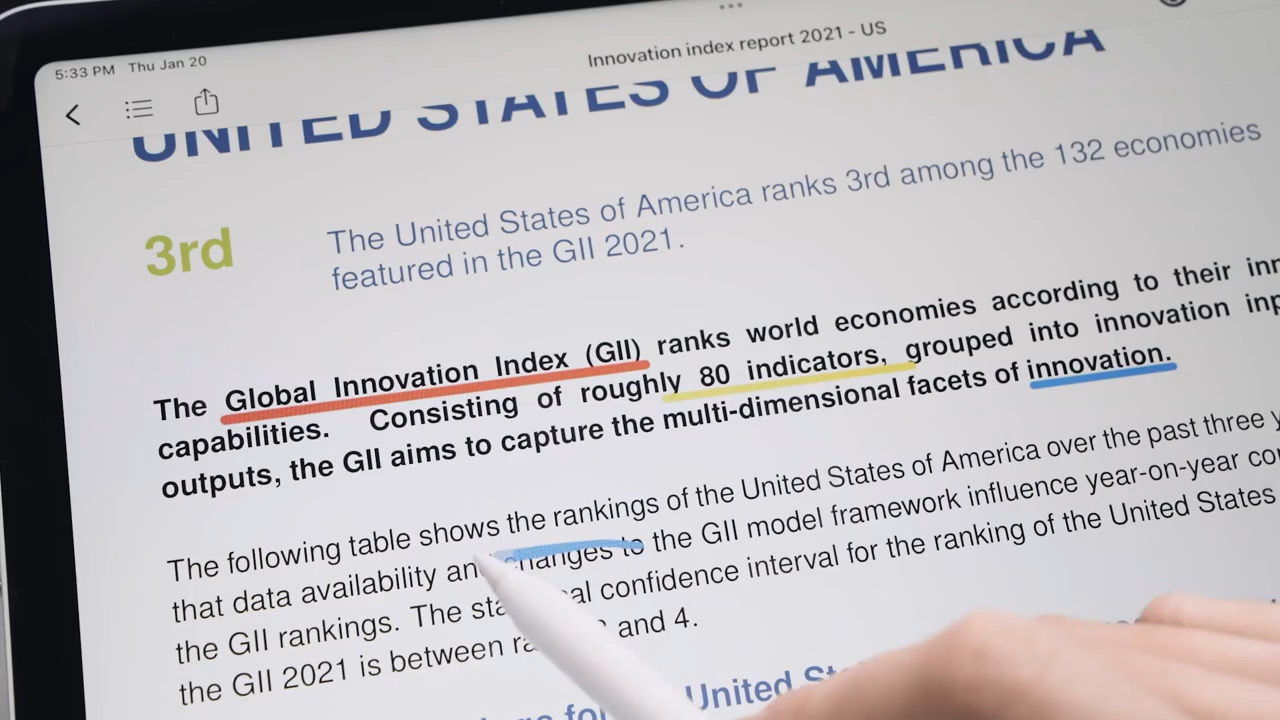 5:33 PM Thu Jan 20
Innovation index report 2021 - US
UNITED STATES OF AMERICA
3rd
The United States of America ranks 3rd among the 132 economies
featured in the GII 2021.
The Global Innovation Index (GII) ranks world economies according to their
capabilities. Consisting of roughly 80 indicators, grouped into innovation
outputs, the GII aims to capture the multi-dimensional facets of innovation.
The following table shows the rankings of the United States of America over the past three
that data availability and changes to the GII model framework influence year-on-year
the GII rankings. The confidence interval for the ranking of the United States
the GII 2021 is between and 4.
United